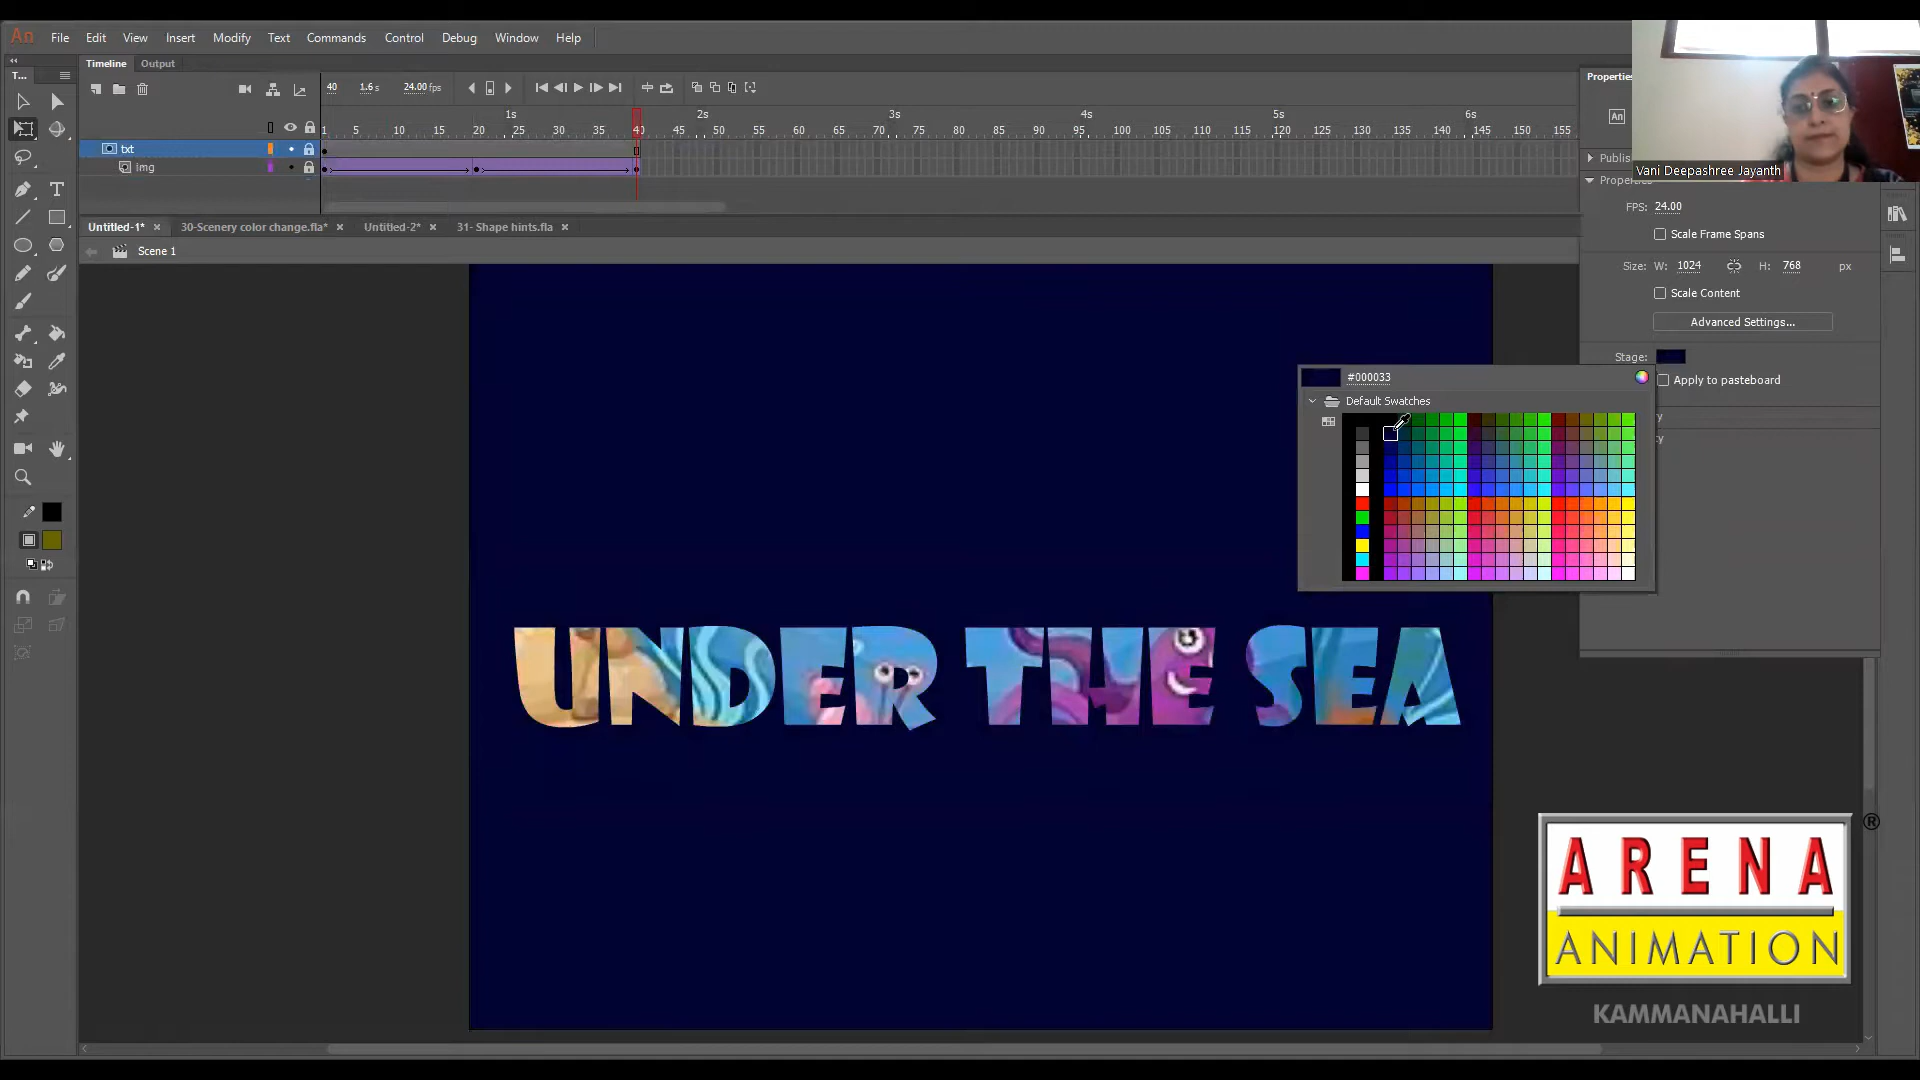 An File Edit View Insert Modify Text Commands Control Debug Window Help
T... Timeline Output Properties
40 1.6 s 24.00 fps
1s 2s 3s 4s 5s 6s
1 5 10 15 20 25 30 35 40 45 50 55 60 65 70 75 80 85 90 95 100 105 110 115 120 125 130 135 140 145 150 155
txt
img
Vani Deepashree Jayanth
An
Publis
Proper
FPS: 24.00
Scale Frame Spans
Size: W: 1024 H: 768 px
Scale Content
Advanced Settings...
Stage:
Apply to pasteboard
Untitled-1* × 30-Scenery color change.fla* × Untitled-2* × 31- Shape hints.fla ×
Scene 1
#000033
Default Swatches
UNDER THE SEA
ARENA ®
ANIMATION
KAMMANAHALLI